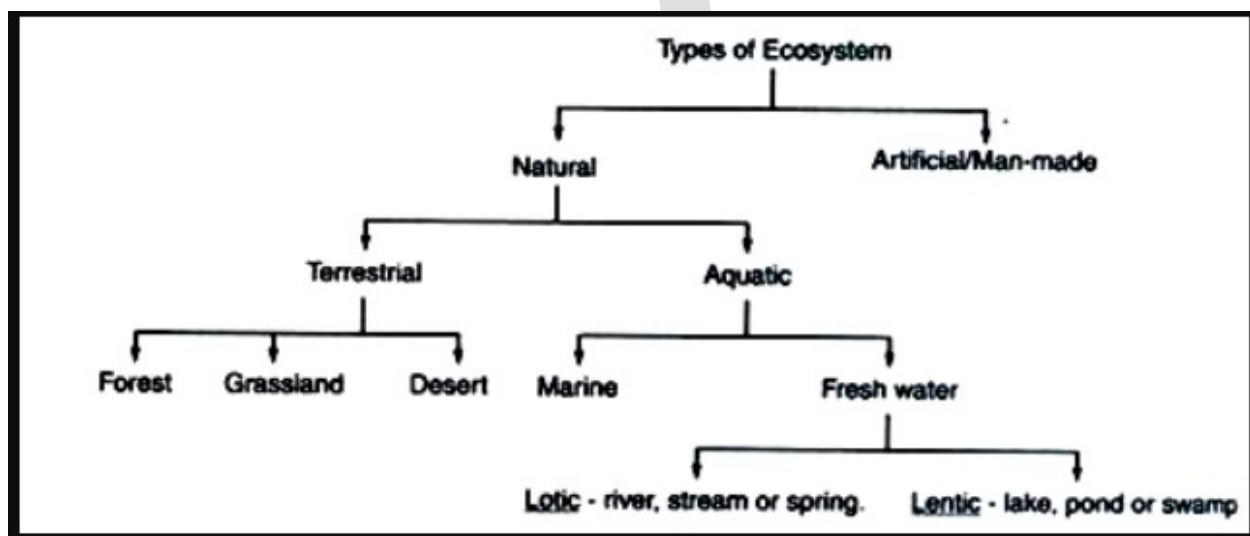 Types of Ecosystem
Natural
Artificial/Man-made
Terrestrial
Aquatic
Forest
Grassland
Desert
Marine
Fresh water
Lotic - river, stream or spring.
Lentic - lake, pond or swamp